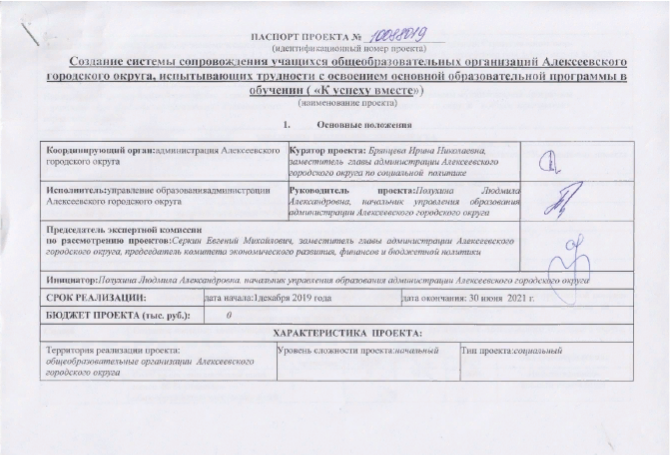 ПАСПОРТ ПРОЕКТА № 10088019
(идентификационный номер проекта)
Создание системы сопровождения учащихся общеобразовательных организаций Алексеевского
городского округа, испытывающих трудности с освоением основной образовательной программы в
обучении ( «К успеху вместе»)
(наименование проекта)
1. Основные положения
Координирующий орган:администрация Алексеевского
городского округа
Куратор проекта: Брянцева Ирина Николаевна,
заместитель главы администрации Алексеевского
городского округа по социальной политике
Исполнитель:управление образованияадминистрации
Алексеевского городского округа
Руководитель проекта:Полухина Людмила
Александровна, начальник управления образования
администрации Алексеевского городского округа
Председатель экспертной комиссии
по рассмотрению проектов:Серкин Евгений Михайлович, заместитель главы администрации Алексеевского
городского округа, председатель комитета экономического развития, финансов и бюджетной политики
Инициатор:Полухина Людмила Александровна, начальник управления образования администрации Алексеевского городского округа
СРОК РЕАЛИЗАЦИИ: дата начала:1декабря 2019 года дата окончания: 30 июня 2021 г.
БЮДЖЕТ ПРОЕКТА (тыс. руб.): 0
ХАРАКТЕРИСТИКА ПРОЕКТА:
Территория реализации проекта:
общеобразовательные организации Алексеевского
городского округа
Уровень сложности проекта:начальный
Тип проекта:социальный